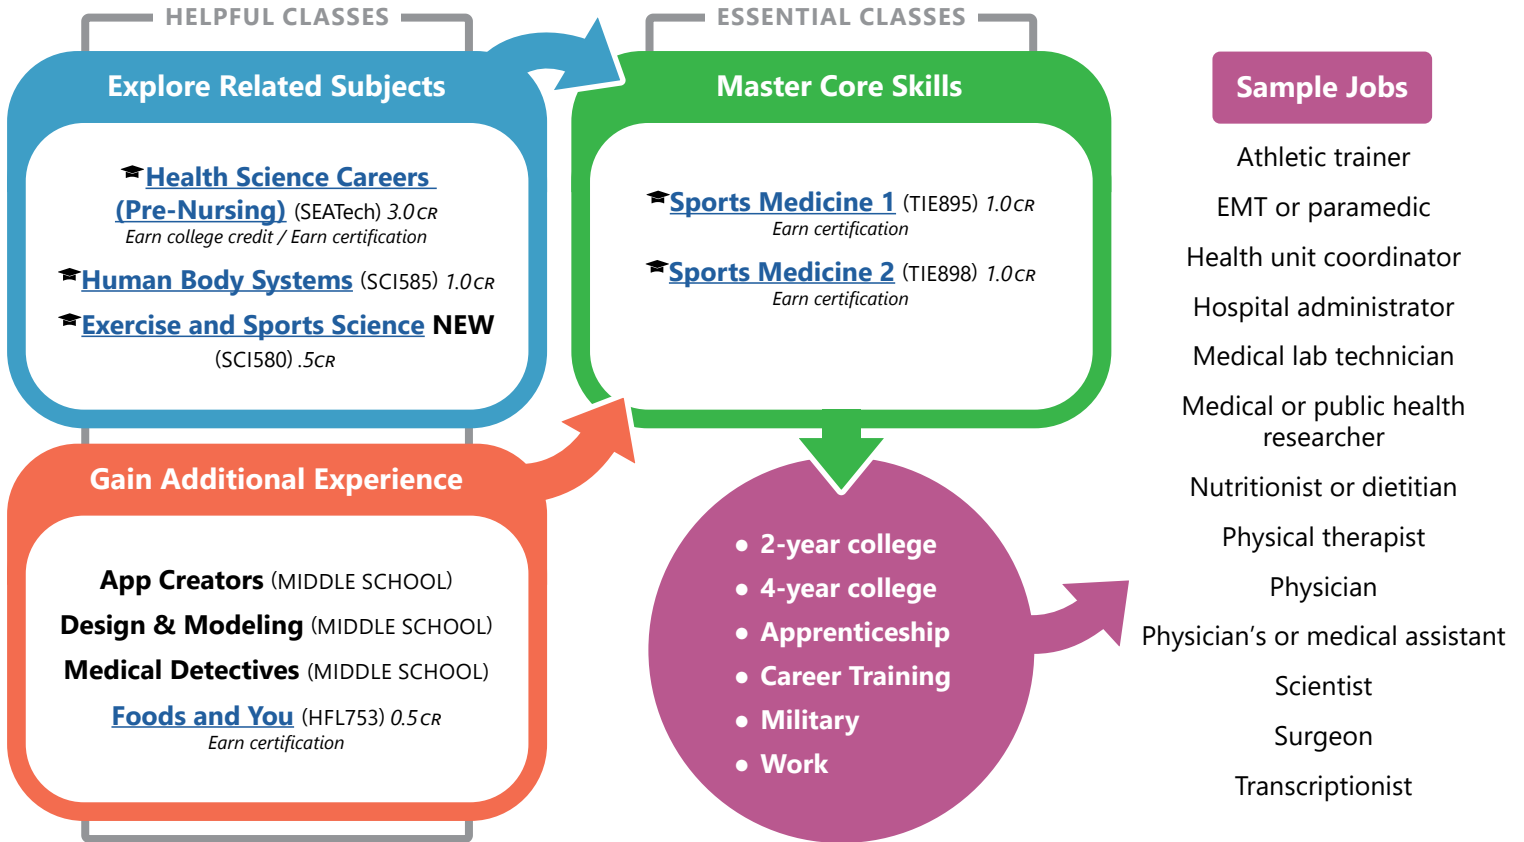 HELPFUL CLASSES
Explore Related Subjects
Health Science Careers
(Pre-Nursing) (SEATech) 3.0CR
Earn college credit / Earn certification
Human Body Systems (SCI585) 1.0CR
Exercise and Sports Science NEW
(SCI580) .5CR
Gain Additional Experience
App Creators (MIDDLE SCHOOL)
Design & Modeling (MIDDLE SCHOOL)
Medical Detectives (MIDDLE SCHOOL)
Foods and You (HFL753) 0.5CR
Earn certification
ESSENTIAL CLASSES
Master Core Skills
Sports Medicine 1 (TIE895) 1.0CR
Earn certification
Sports Medicine 2 (TIE898) 1.0CR
Earn certification
• 2-year college
• 4-year college
• Apprenticeship
• Career Training
• Military
• Work
Sample Jobs
Athletic trainer
EMT or paramedic
Health unit coordinator
Hospital administrator
Medical lab technician
Medical or public health
researcher
Nutritionist or dietitian
Physical therapist
Physician
Physician’s or medical assistant
Scientist
Surgeon
Transcriptionist